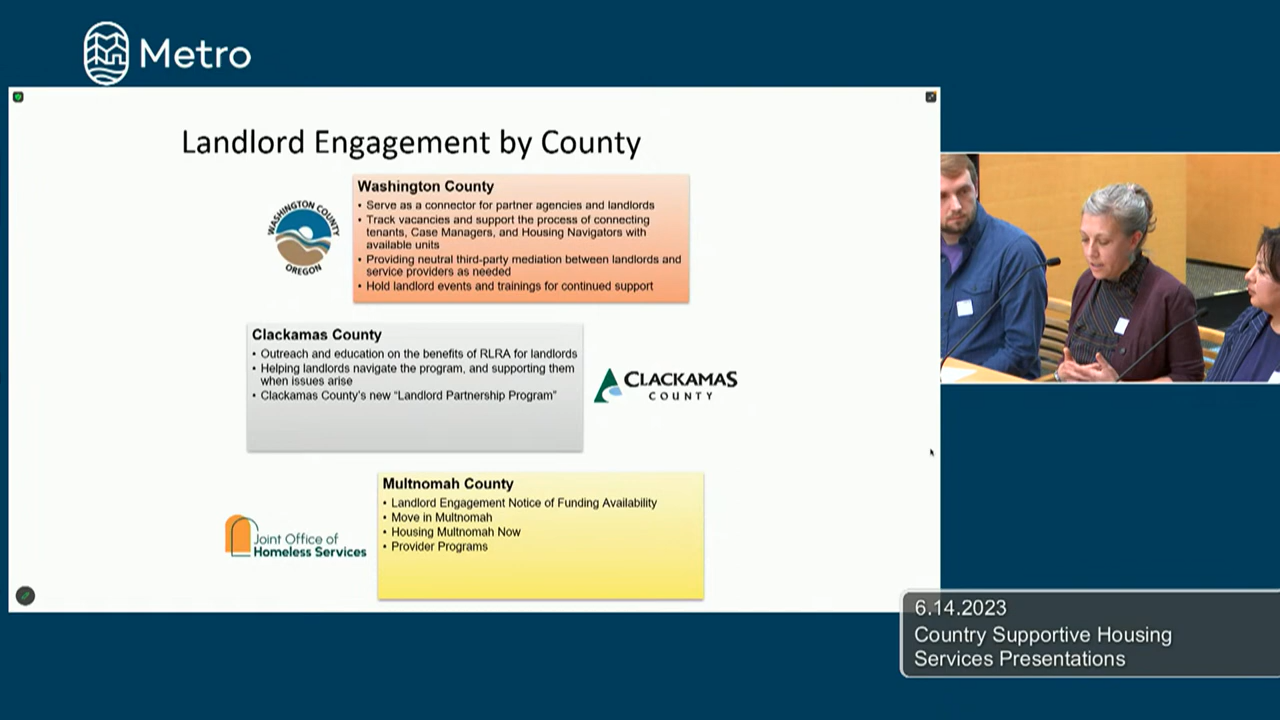 Metro
Landlord Engagement by County
WASHINGTON COUNTY
OREGON
Washington County
• Serve as a connector for partner agencies and landlords
• Track vacancies and support the process of connecting
tenants, Case Managers, and Housing Navigators with
available units
• Providing neutral third-party mediation between landlords and
service providers as needed
• Hold landlord events and trainings for continued support
Clackamas County
• Outreach and education on the benefits of RLRA for landlords
• Helping landlords navigate the program, and supporting them
when issues arise
• Clackamas County's new “Landlord Partnership Program”
CLACKAMAS
COUNTY
Joint Office of
Homeless Services
Multnomah County
• Landlord Engagement Notice of Funding Availability
• Move in Multnomah
• Housing Multnomah Now
• Provider Programs
6.14.2023
Country Supportive Housing
Services Presentations